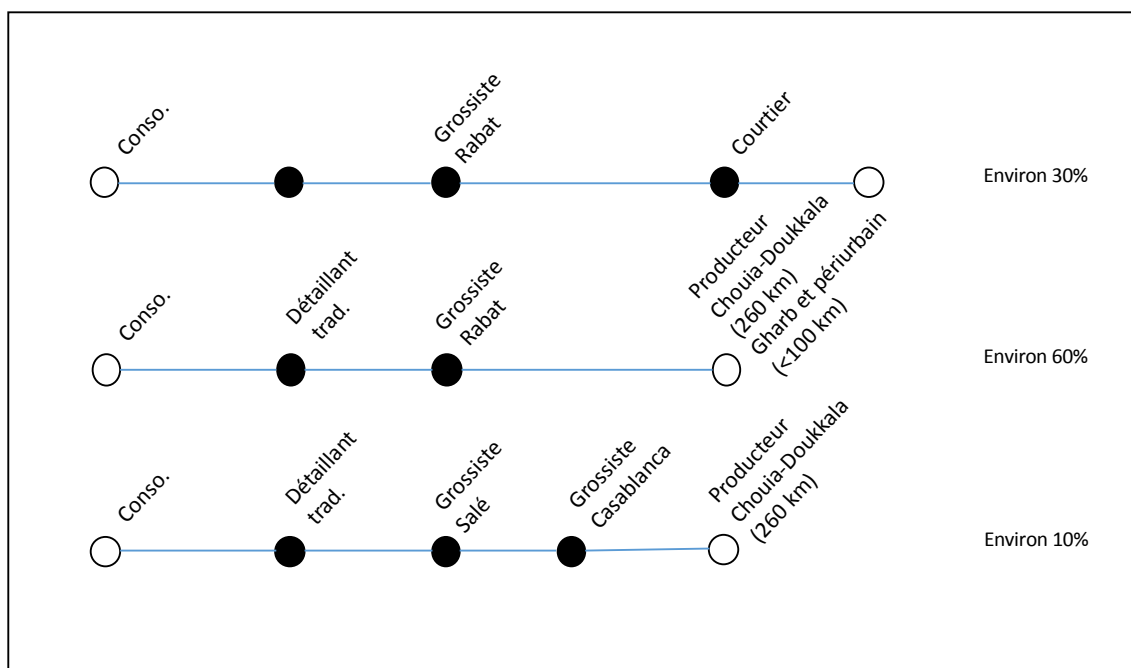 Conso.
Grossiste
Rabat
Courtier
Environ 30%
Conso.
Détaillant
trad.
Grossiste
Rabat
Producteur
Chouia-Doukkala
(260 km)
Gharb et périurbain
(<100 km)
Environ 60%
Conso.
Détaillant
trad.
Grossiste
Salé
Grossiste
Casablanca
Producteur
Chouia-Doukkala
(260 km)
Environ 10%